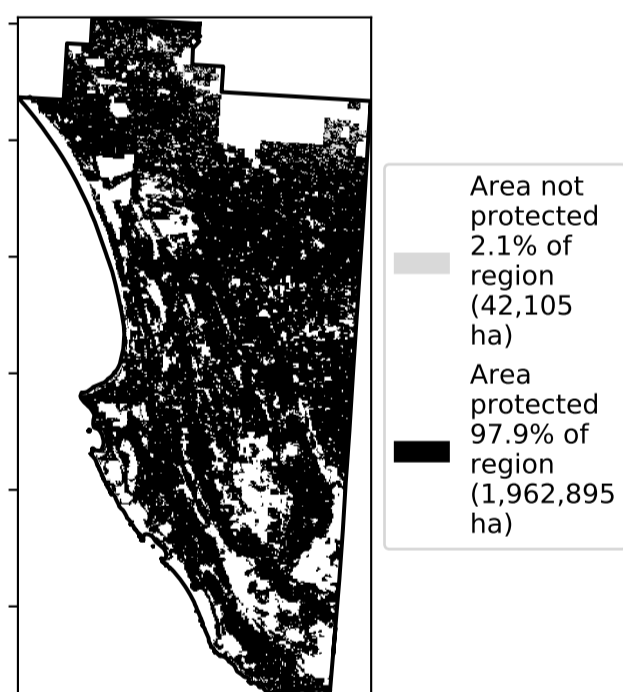 Area not
protected
2.1% of
region
(42,105
ha)
Area
protected
97.9% of
region
(1,962,895
ha)